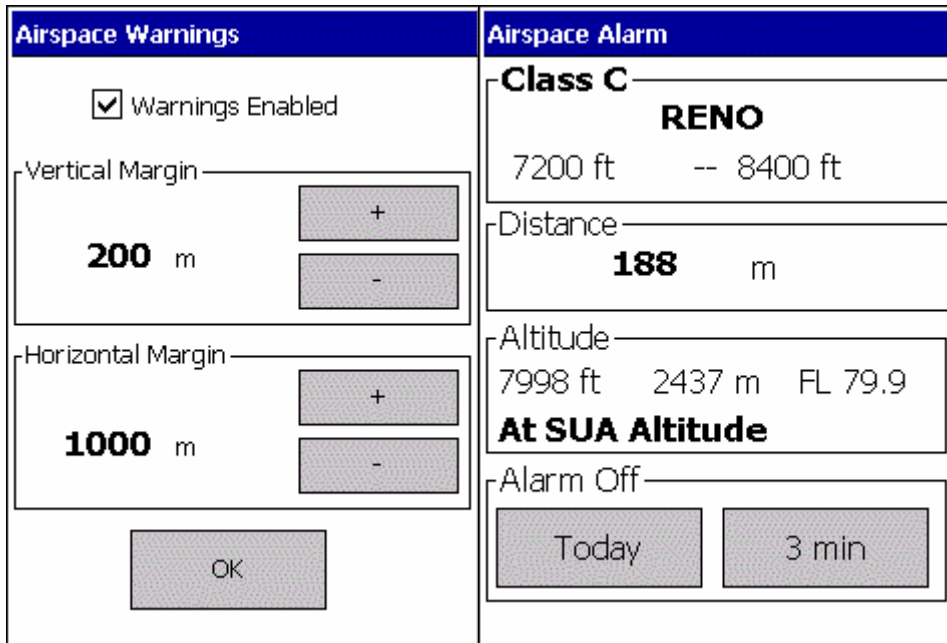 Airspace Warnings
Warnings Enabled
Vertical Margin
+
200 m
-
Horizontal Margin
+
1000 m
-
OK
Airspace Alarm
Class C
RENO
7200 ft -- 8400 ft
Distance
188 m
Altitude
7998 ft 2437 m FL 79.9
At SUA Altitude
Alarm Off
Today 3 min